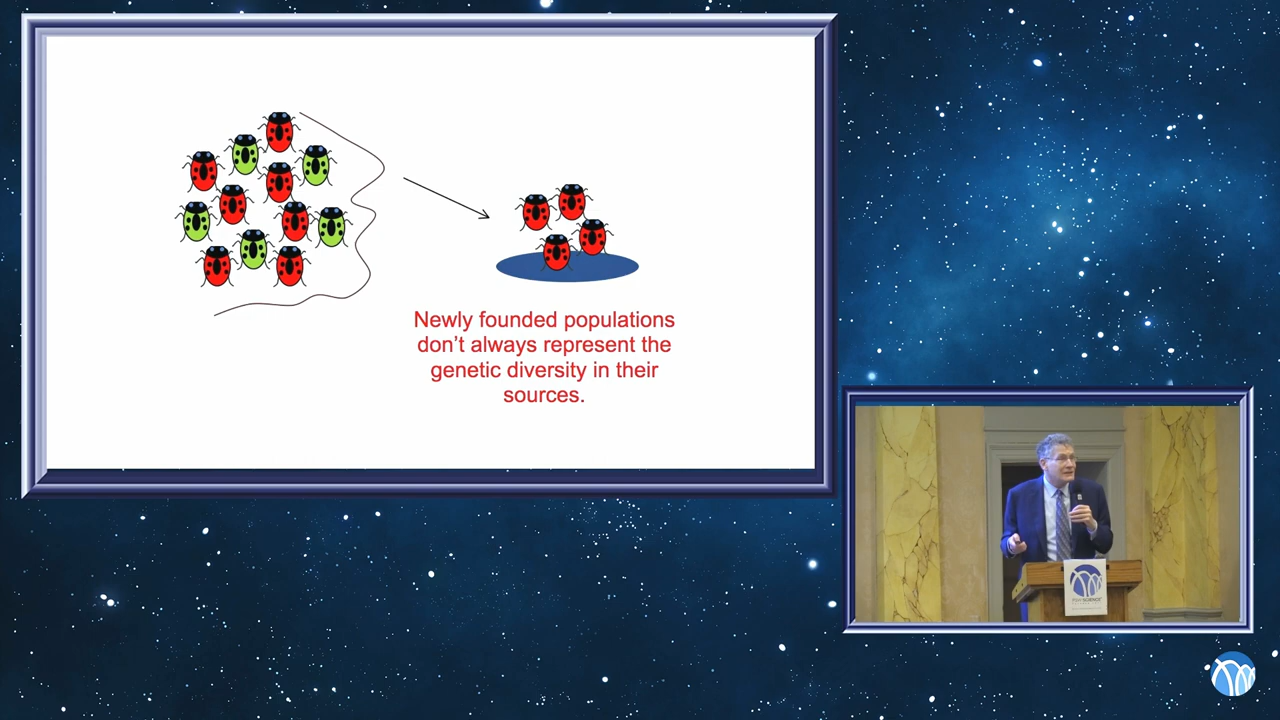 Newly founded populations
don't always represent the
genetic diversity in their
sources.